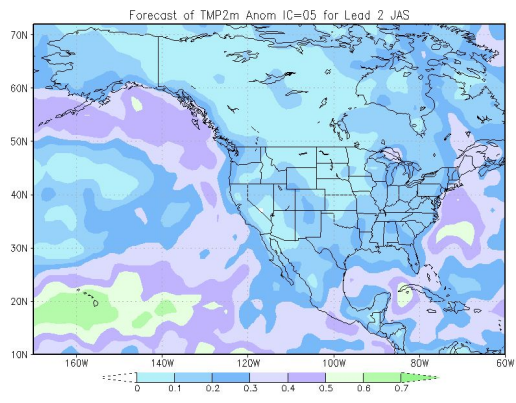 Forecast of TMP2m Anom IC=05 for Lead 2 JAS
70N
60N
50N
40N
30N
20N
10N
160W 140W 120W 100W 80W 60W
0 0.1 0.2 0.3 0.4 0.5 0.6 0.7